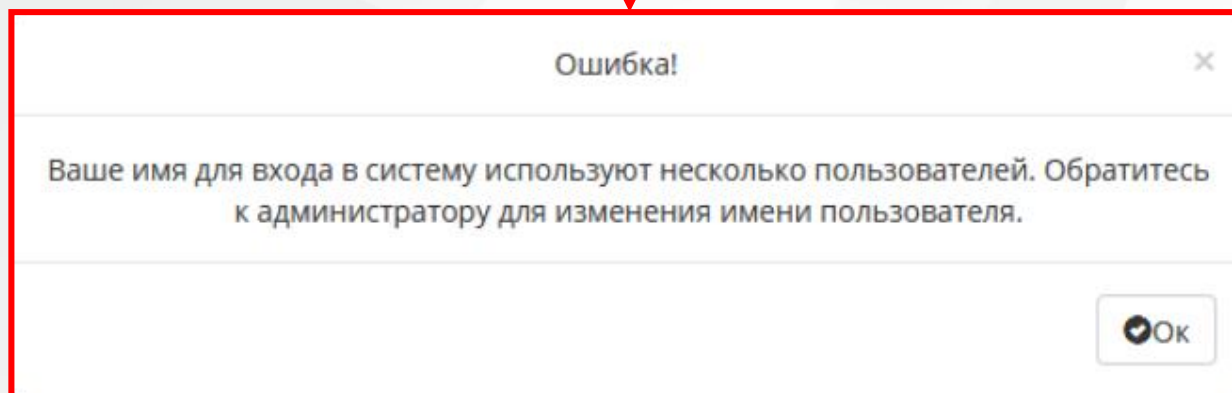 Ошибка!
×
Ваше имя для входа в систему используют несколько пользователей. Обратитесь
к администратору для изменения имени пользователя.
Ок